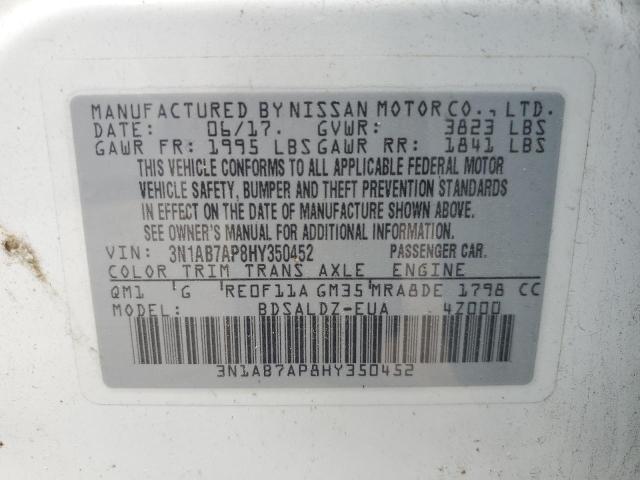 MANUFACTURED BY NISSAN MOTOR CO., LTD.
DATE: 06/17. GVWR: 3823 LBS
GAWR FR: 1995 LBS GAWR RR: 1841 LBS
THIS VEHICLE CONFORMS TO ALL APPLICABLE FEDERAL MOTOR
VEHICLE SAFETY, BUMPER AND THEFT PREVENTION STANDARDS
IN EFFECT ON THE DATE OF MANUFACTURE SHOWN ABOVE.
SEE OWNER'S MANUAL FOR ADDITIONAL INFORMATION.
VIN: 3N1AB7AP8HY350452 PASSENGER CAR.
COLOR TRIM TRANS AXLE ENGINE
QM1 G RE0F11A GM35 MRA8DE 1798 CC
MODEL: BDSALDZ-EUA 4Z000
3N1AB7AP8HY350452